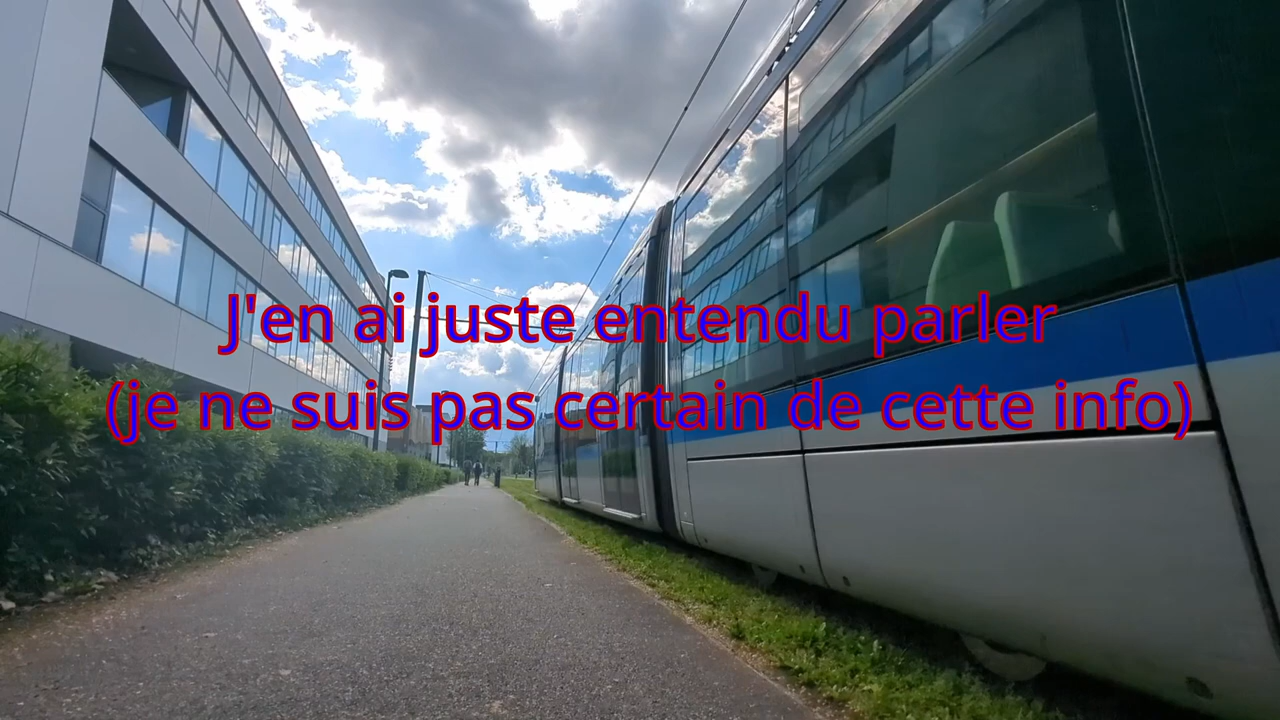 J'en ai juste entendu parler
(je ne suis pas certain de cette info)